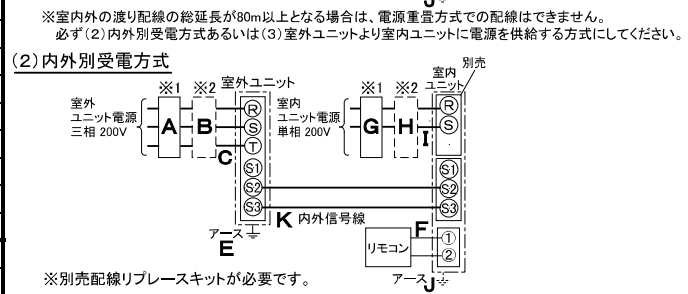 ※室内外の渡り配線の総延長が80m以上となる場合は、電源重畳方式での配線はできません。
必ず(2)内外別受電方式あるいは(3)室外ユニットより室内ユニットに電源を供給する方式にしてください。
(2)内外別受電方式
別売
室外ユニット
室内
ユニット
※1 ※2
※1 ※2
室外
ユニット電源
三相 200V
A B C
R
S
T
S1
S2
S3
室内
ユニット電源
単相 200V
G H I
R
S
S1
S2
S3
K 内外信号線
アース
E
リモコン
F
①
②
アース J
※別売配線リプレースキットが必要です。